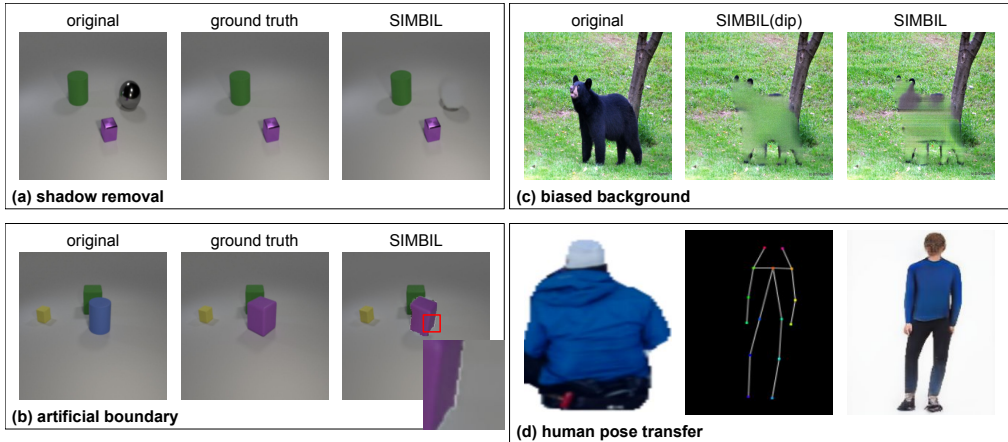 original ground truth SIMBIL
(a) shadow removal
original SIMBIL(dip) SIMBIL
(c) biased background
original ground truth SIMBIL
(b) artificial boundary
(d) human pose transfer